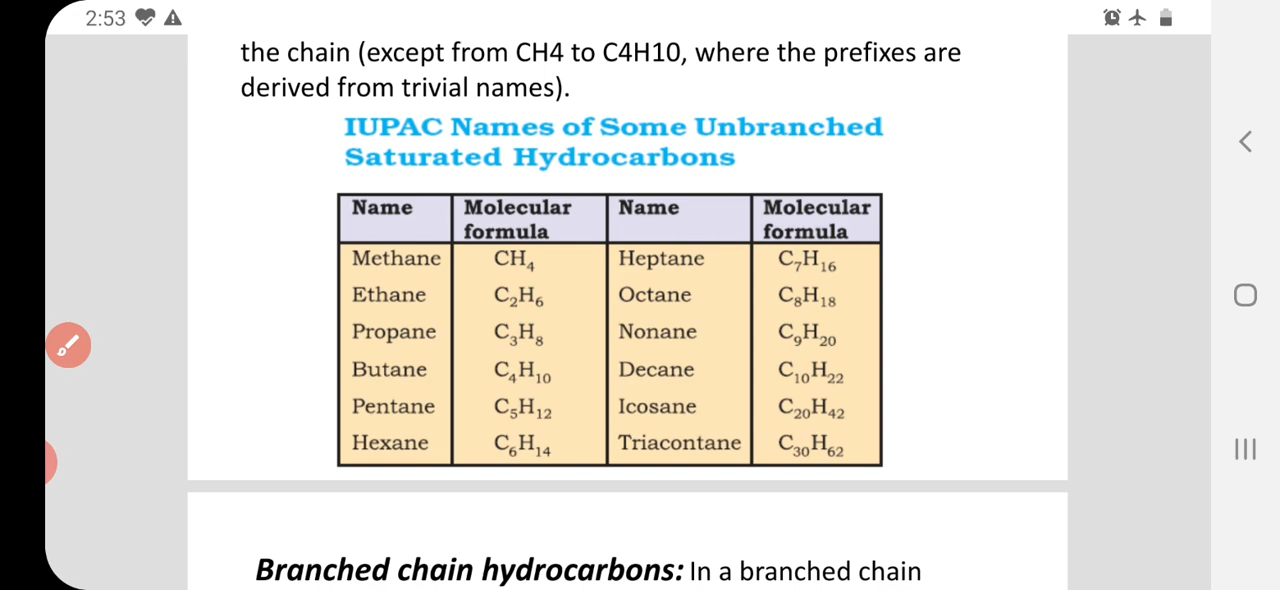 2:53
the chain (except from CH4 to C4H10, where the prefixes are
derived from trivial names).
IUPAC Names of Some Unbranched
Saturated Hydrocarbons
Name Molecular formula Name Molecular formula
Methane CH₄ Heptane C₇H₁₆
Ethane C₂H₆ Octane C₈H₁₈
Propane C₃H₈ Nonane C₉H₂₀
Butane C₄H₁₀ Decane C₁₀H₂₂
Pentane C₅H₁₂ Icosane C₂₀H₄₂
Hexane C₆H₁₄ Triacontane C₃₀H₆₂
Branched chain hydrocarbons: In a branched chain